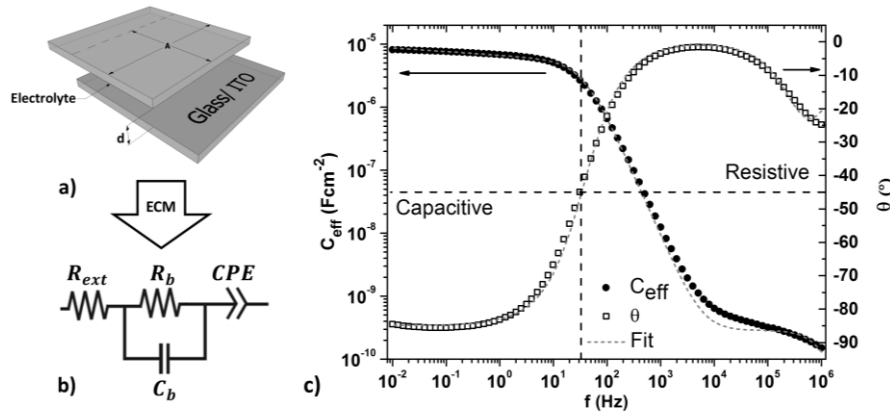 a)
A
Electrolyte
Glass/ ITO
d
ECM
b)
R_ext
R_b
CPE
C_b
c)
10^-5
10^-6
10^-7
10^-8
10^-9
10^-10
C_eff (Fcm^-2)
Capacitive
Resistive
C_eff
θ
Fit
0
-10
-20
-30
-40
-50
-60
-70
-80
-90
θ (°)
10^-2 10^-1 10^0 10^1 10^2 10^3 10^4 10^5 10^6
f (Hz)